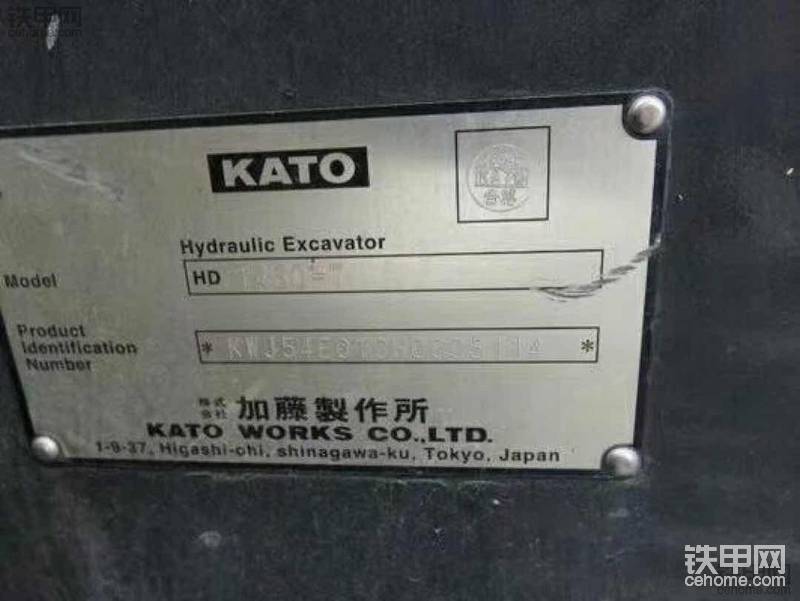 铁甲网
cehome.com
KATO
Hydraulic Excavator
Model HD
Product
Identification
Number
* *
株式
会社 加藤製作所
KATO WORKS CO.,LTD.
1-9-37, Higashi-ohi, shinagawa-ku, Tokyo, Japan
铁甲网
cehome.com